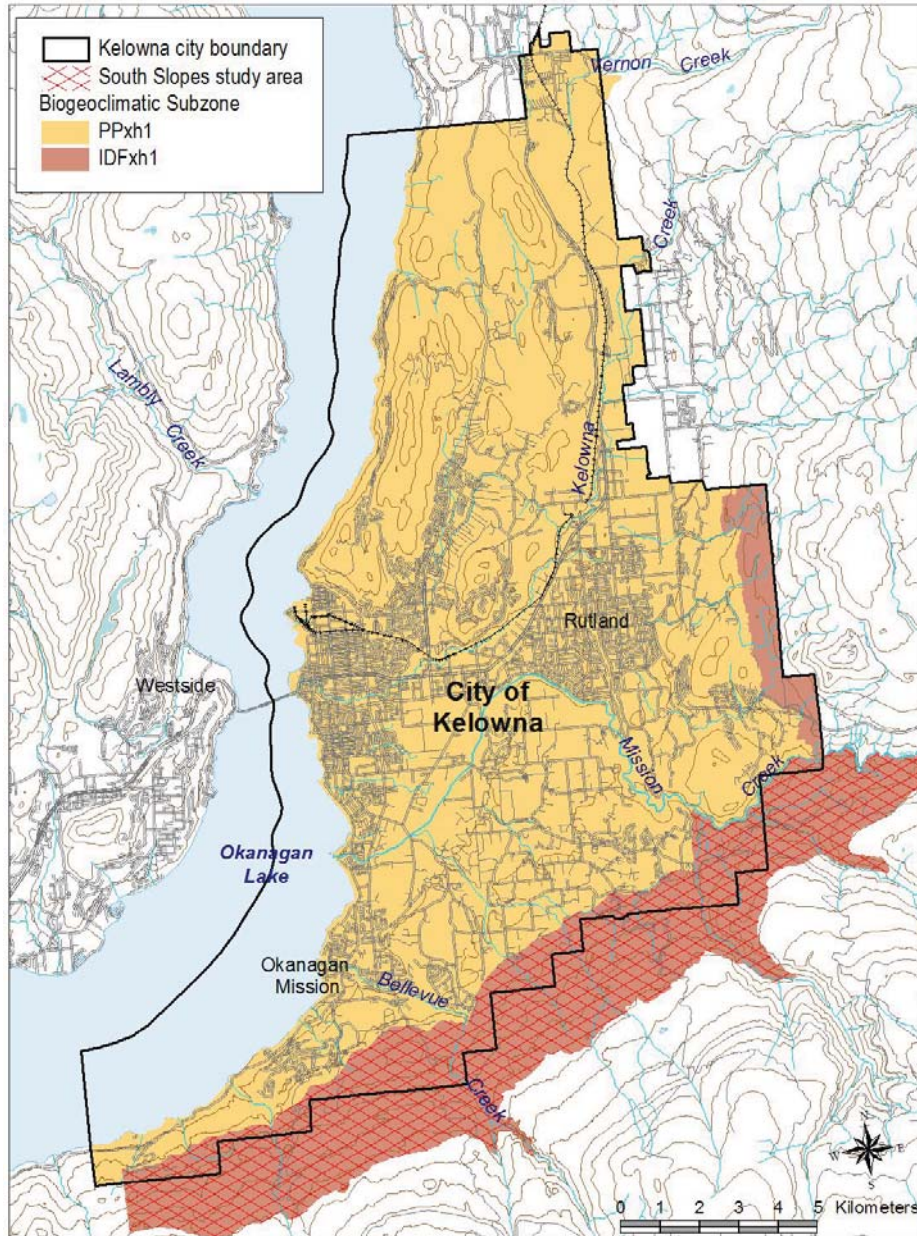 Kelowna city boundary
South Slopes study area
Biogeoclimatic Subzone
PPxh1
IDFxh1
Vernon Creek
Creek
Lambly
Creek
Kelowna
Rutland
Westside
City of
Kelowna
Mission
Creek
Okanagan
Lake
Okanagan
Mission
Bellevue
Creek
N
W E
S
0 1 2 3 4 5 Kilometers